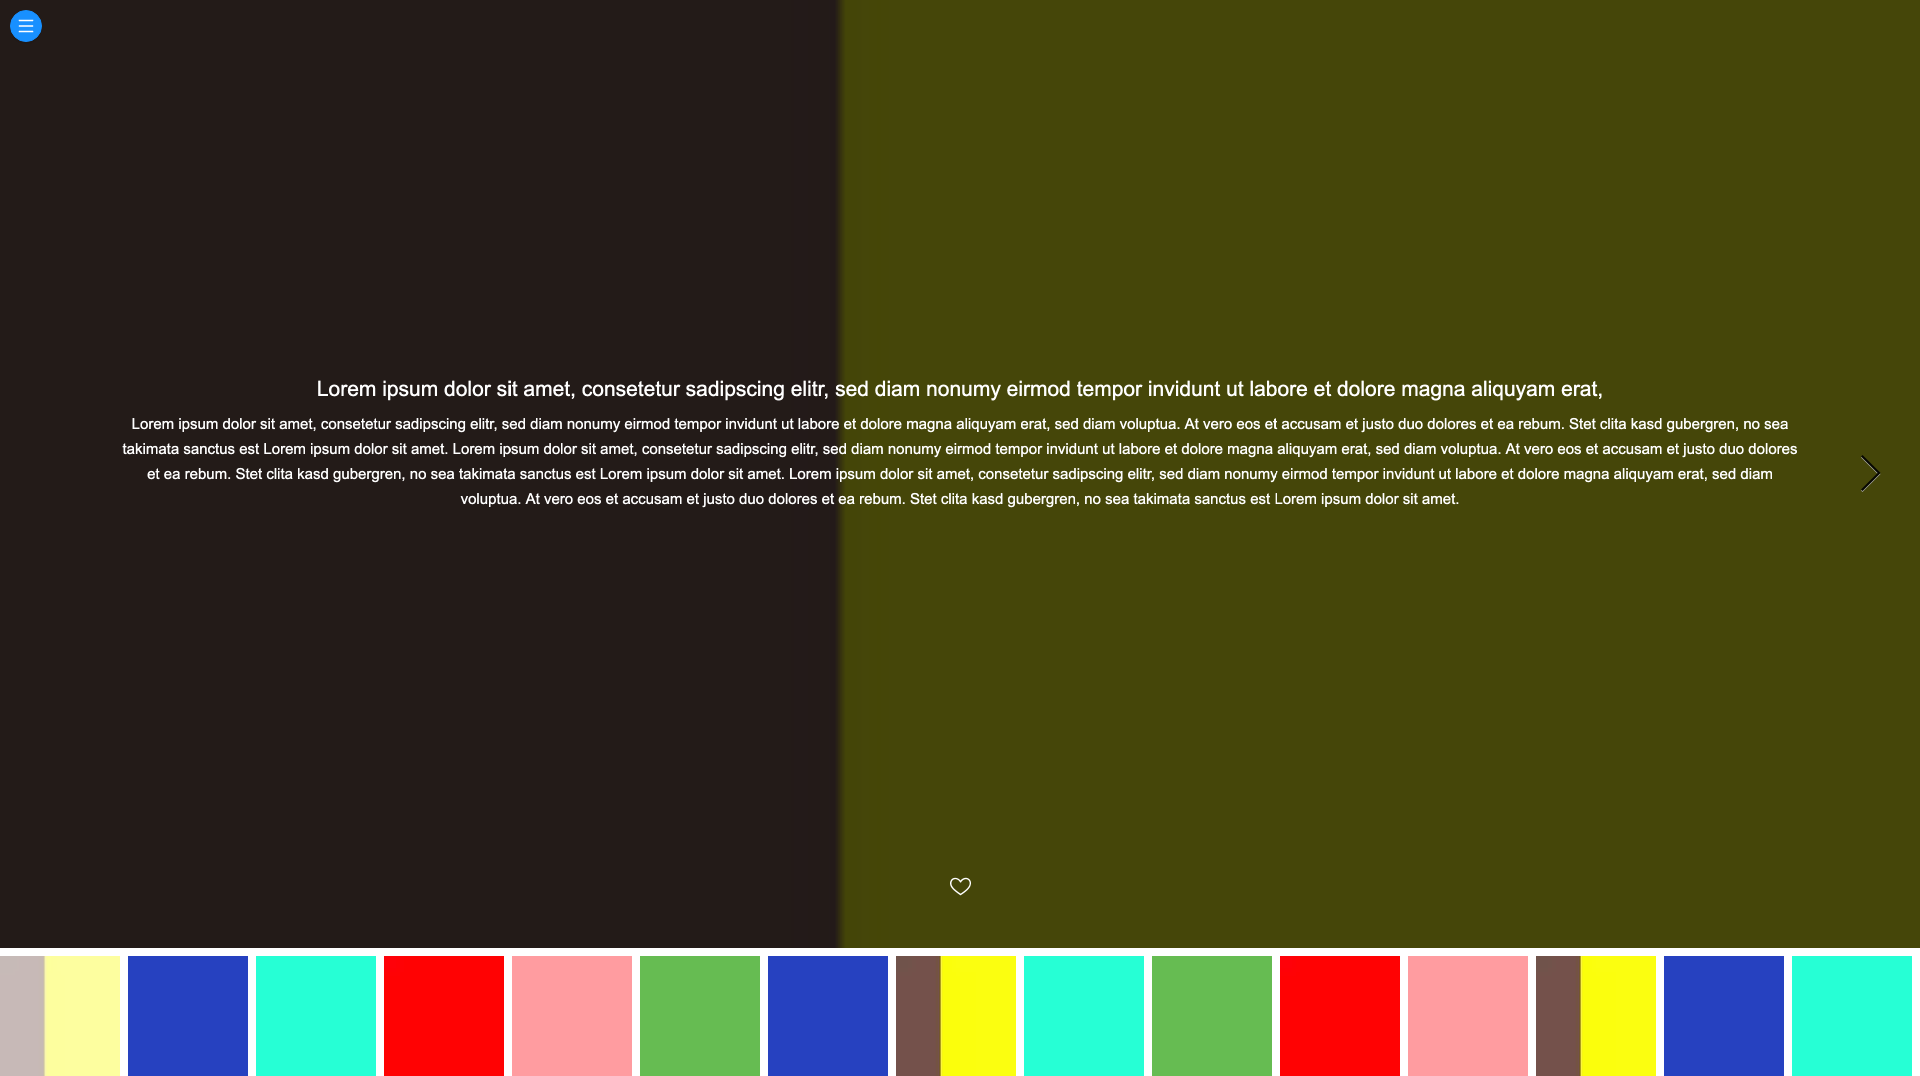 Lorem ipsum dolor sit amet, consetetur sadipscing elitr, sed diam nonumy eirmod tempor invidunt ut labore et dolore magna aliquyam erat,
Lorem ipsum dolor sit amet, consetetur sadipscing elitr, sed diam nonumy eirmod tempor invidunt ut labore et dolore magna aliquyam erat, sed diam voluptua. At vero eos et accusam et justo duo dolores et ea rebum. Stet clita kasd gubergren, no sea
takimata sanctus est Lorem ipsum dolor sit amet. Lorem ipsum dolor sit amet, consetetur sadipscing elitr, sed diam nonumy eirmod tempor invidunt ut labore et dolore magna aliquyam erat, sed diam voluptua. At vero eos et accusam et justo duo dolores
et ea rebum. Stet clita kasd gubergren, no sea takimata sanctus est Lorem ipsum dolor sit amet. Lorem ipsum dolor sit amet, consetetur sadipscing elitr, sed diam nonumy eirmod tempor invidunt ut labore et dolore magna aliquyam erat, sed diam
voluptua. At vero eos et accusam et justo duo dolores et ea rebum. Stet clita kasd gubergren, no sea takimata sanctus est Lorem ipsum dolor sit amet.